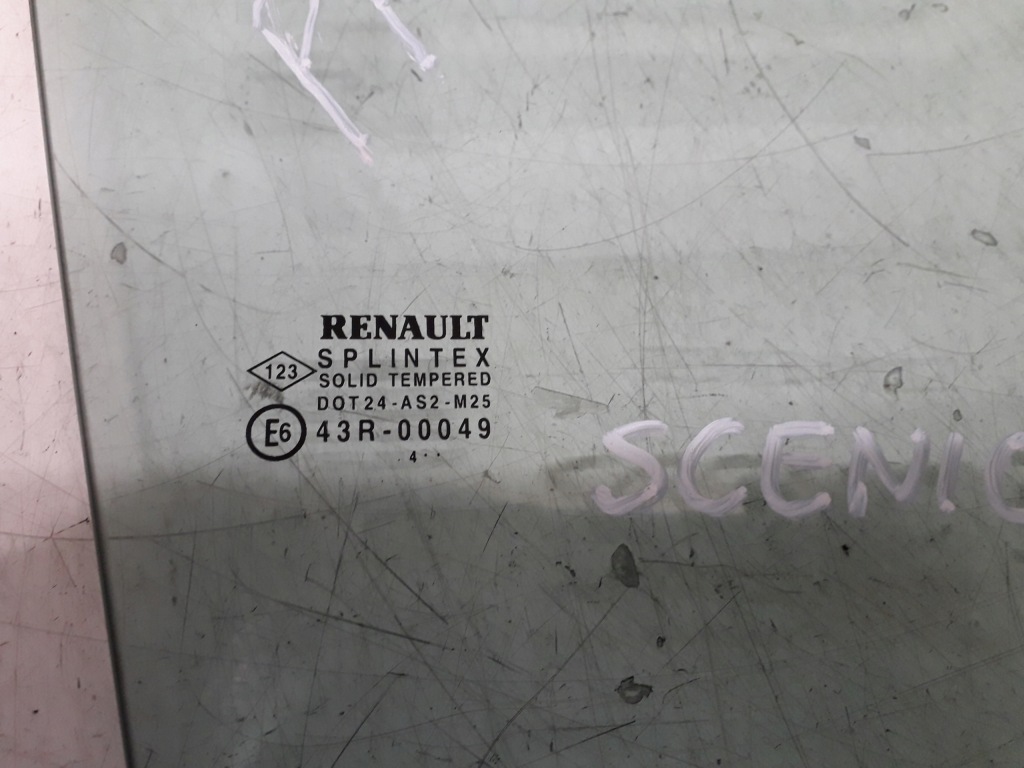 RENAULT
123 SPLINTEX
SOLID TEMPERED
DOT24-AS2-M25
E6 43R-00049
. 4 . .
SCENIC